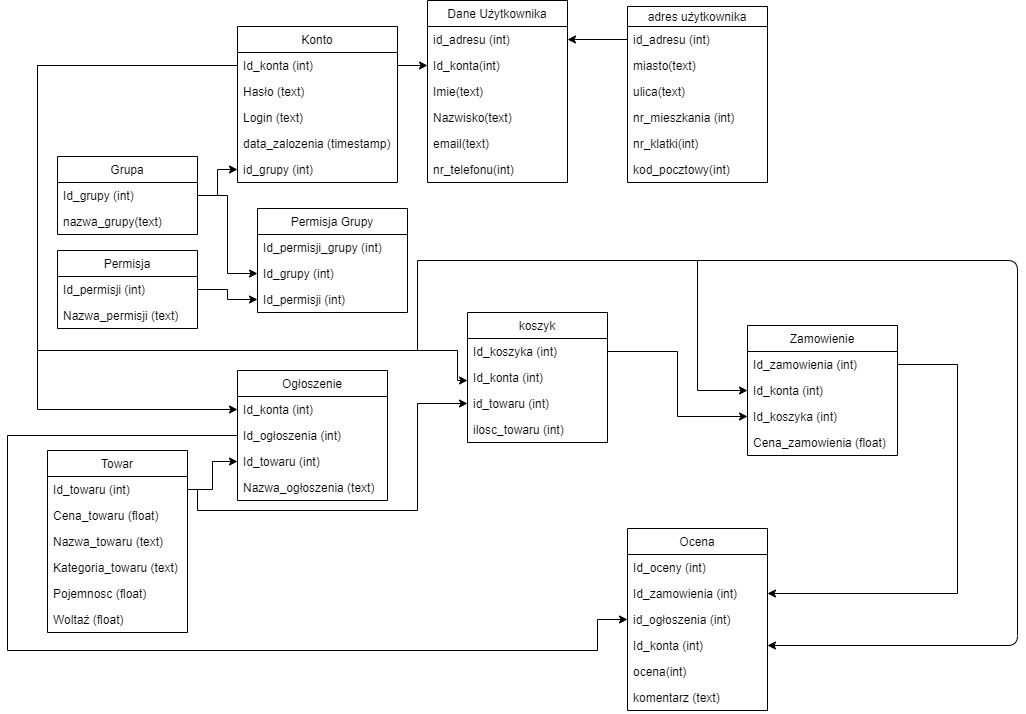 Dane Użytkownika
id_adresu (int)
Id_konta(int)
Imie(text)
Nazwisko(text)
email(text)
nr_telefonu(int)
adres użytkownika
id_adresu (int)
miasto(text)
ulica(text)
nr_mieszkania (int)
nr_klatki(int)
kod_pocztowy(int)
Konto
Id_konta (int)
Hasło (text)
Login (text)
data_zalozenia (timestamp)
id_grupy (int)
Grupa
Id_grupy (int)
nazwa_grupy(text)
Permisja Grupy
Id_permisji_grupy (int)
Id_grupy (int)
Id_permisji (int)
Permisja
Id_permisji (int)
Nazwa_permisji (text)
koszyk
Id_koszyka (int)
Id_konta (int)
id_towaru (int)
ilosc_towaru (int)
Zamowienie
Id_zamowienia (int)
Id_konta (int)
Id_koszyka (int)
Cena_zamowienia (float)
Ogłoszenie
Id_konta (int)
Id_ogłoszenia (int)
Id_towaru (int)
Nazwa_ogłoszenia (text)
Towar
Id_towaru (int)
Cena_towaru (float)
Nazwa_towaru (text)
Kategoria_towaru (text)
Pojemnosc (float)
Woltaż (float)
Ocena
Id_oceny (int)
Id_zamowienia (int)
id_ogłoszenia (int)
Id_konta (int)
ocena(int)
komentarz (text)